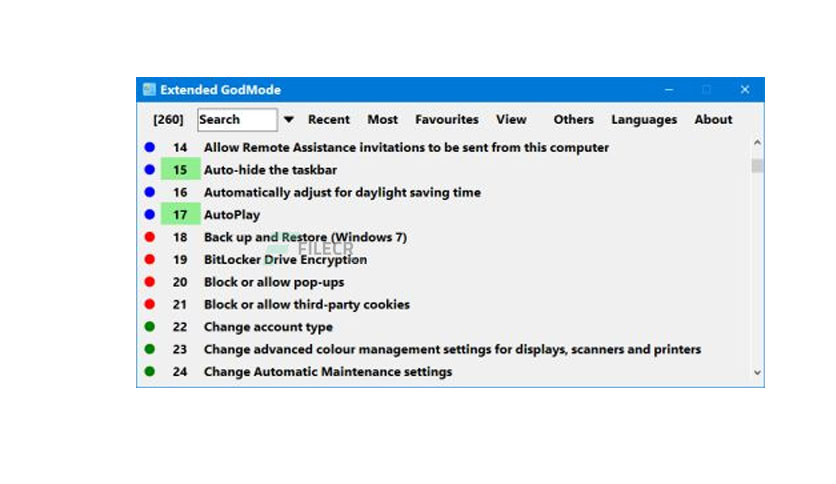 Extended GodMode
[260] Search Recent Most Favourites View Others Languages About
14 Allow Remote Assistance invitations to be sent from this computer
15 Auto-hide the taskbar
16 Automatically adjust for daylight saving time
17 AutoPlay
18 Back up and Restore (Windows 7)
FILECR
19 BitLocker Drive Encryption
20 Block or allow pop-ups
21 Block or allow third-party cookies
22 Change account type
23 Change advanced colour management settings for displays, scanners and printers
24 Change Automatic Maintenance settings